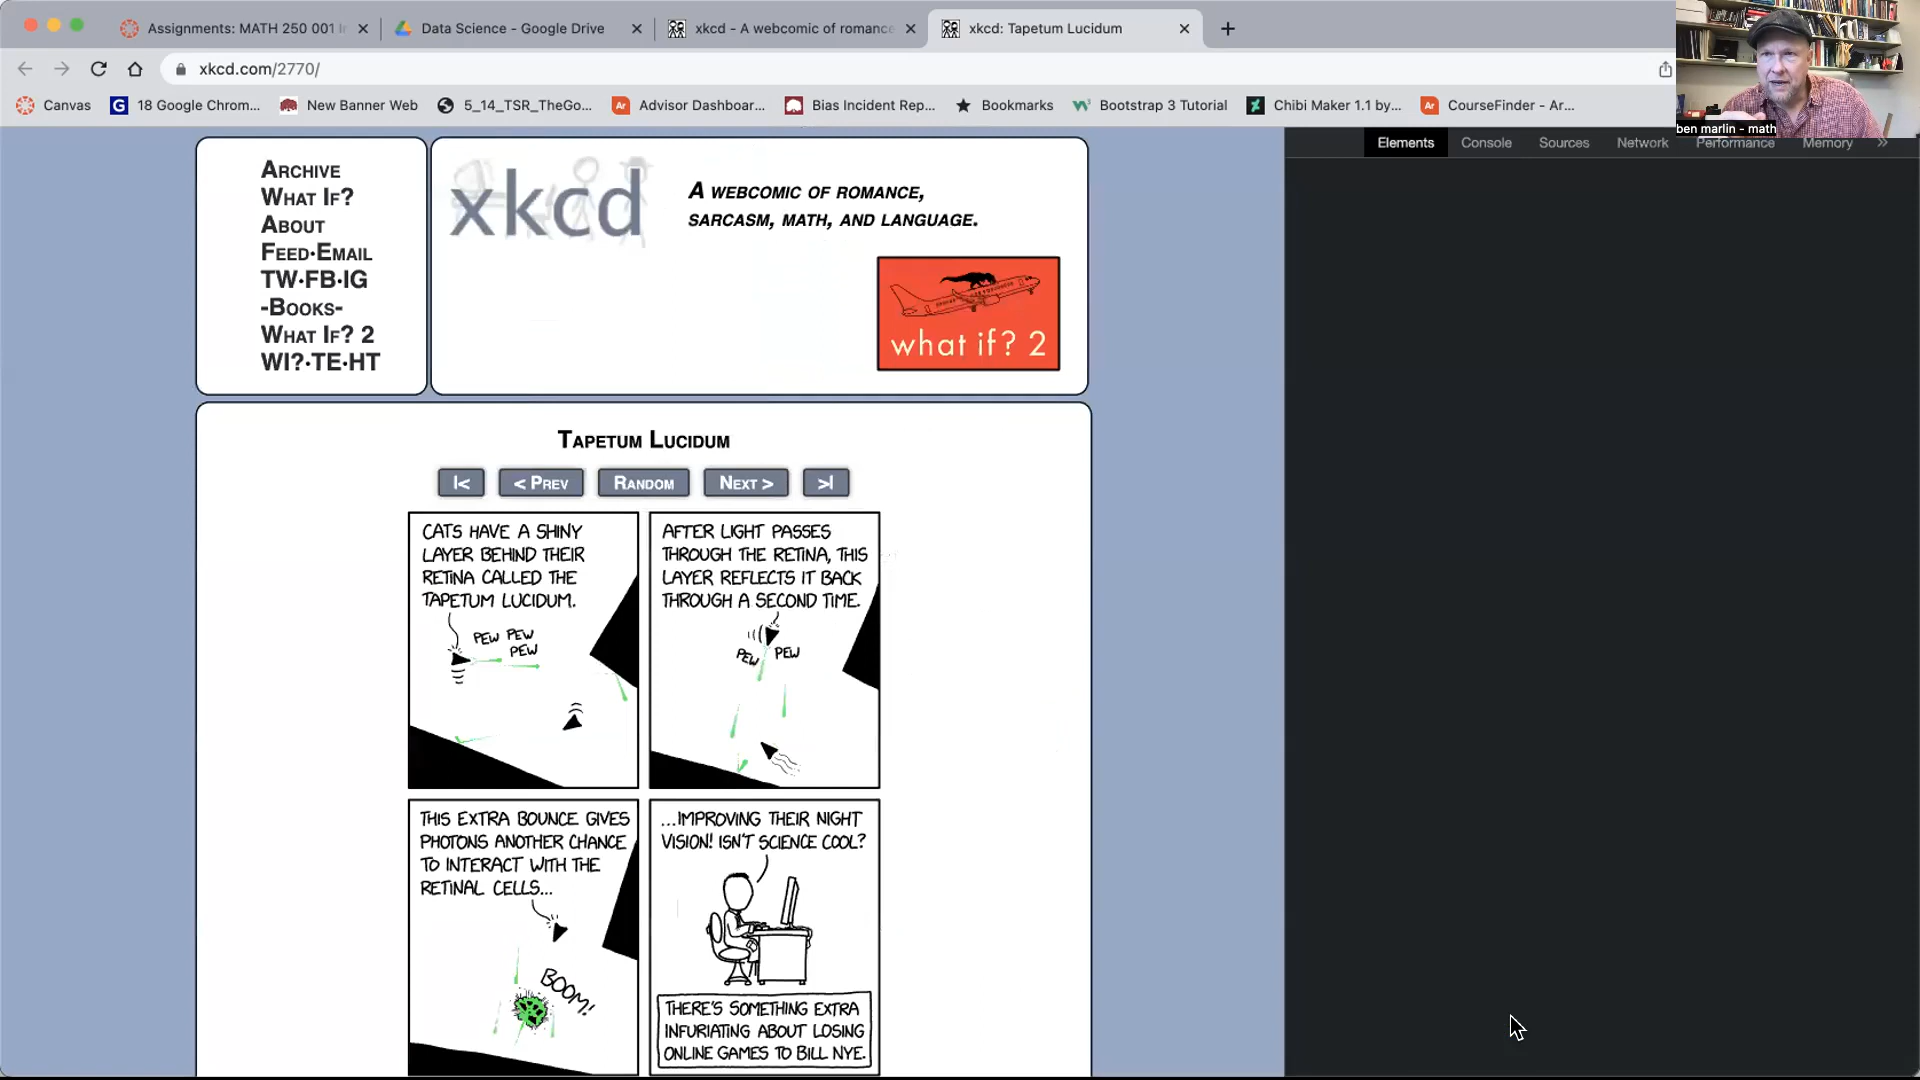 Assignments: MATH 250 001 I
Data Science - Google Drive
xkcd - A webcomic of romance
xkcd: Tapetum Lucidum
xkcd.com/2770/
Canvas
18 Google Chrom...
New Banner Web
5_14_TSR_TheGo...
Advisor Dashboar...
Bias Incident Rep...
Bookmarks
Bootstrap 3 Tutorial
Chibi Maker 1.1 by...
CourseFinder - Ar...
ben marlin - math
Elements
Console
Sources
Network
Performance
Memory
ARCHIVE
WHAT IF?
ABOUT
FEED·EMAIL
TW·FB·IG
-BOOKS-
WHAT IF? 2
WI?·TE·HT
xkcd
A WEBCOMIC OF ROMANCE,
SARCASM, MATH, AND LANGUAGE.
what if? 2
TAPETUM LUCIDUM
|<
< PREV
RANDOM
NEXT >
>|
CATS HAVE A SHINY
LAYER BEHIND THEIR
RETINA CALLED THE
TAPETUM LUCIDUM.
PEW PEW
PEW
AFTER LIGHT PASSES
THROUGH THE RETINA, THIS
LAYER REFLECTS IT BACK
THROUGH A SECOND TIME.
PEW PEW
THIS EXTRA BOUNCE GIVES
PHOTONS ANOTHER CHANCE
TO INTERACT WITH THE
RETINAL CELLS...
BOOM!
...IMPROVING THEIR NIGHT
VISION! ISN'T SCIENCE COOL?
THERE'S SOMETHING EXTRA
INFURIATING ABOUT LOSING
ONLINE GAMES TO BILL NYE.